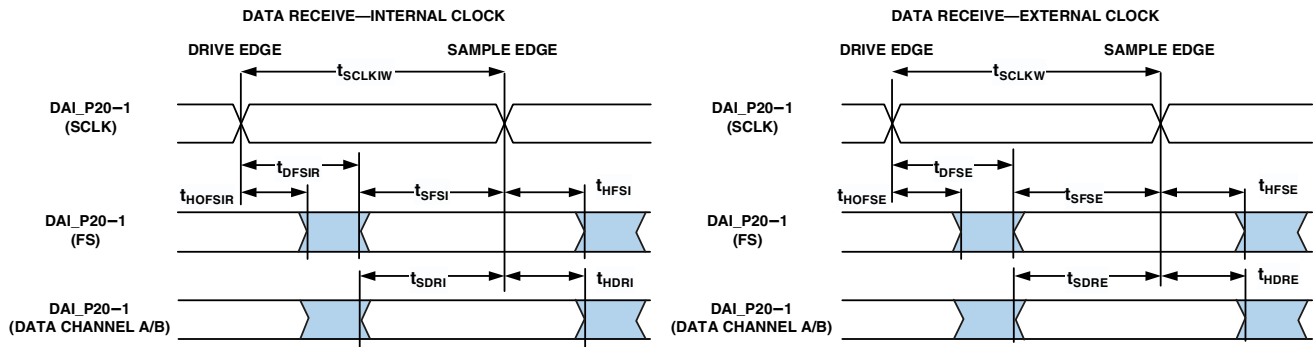 DATA RECEIVE—INTERNAL CLOCK
DRIVE EDGE
SAMPLE EDGE
tSCLKIW
DAI_P20–1
(SCLK)
tDFSIR
tHOFSIR
tSFSI
tHFSI
DAI_P20–1
(FS)
tSDRI
tHDRI
DAI_P20–1
(DATA CHANNEL A/B)
DATA RECEIVE—EXTERNAL CLOCK
DRIVE EDGE
SAMPLE EDGE
tSCLKW
DAI_P20–1
(SCLK)
tDFSE
tHOFSE
tSFSE
tHFSE
DAI_P20–1
(FS)
tSDRE
tHDRE
DAI_P20–1
(DATA CHANNEL A/B)